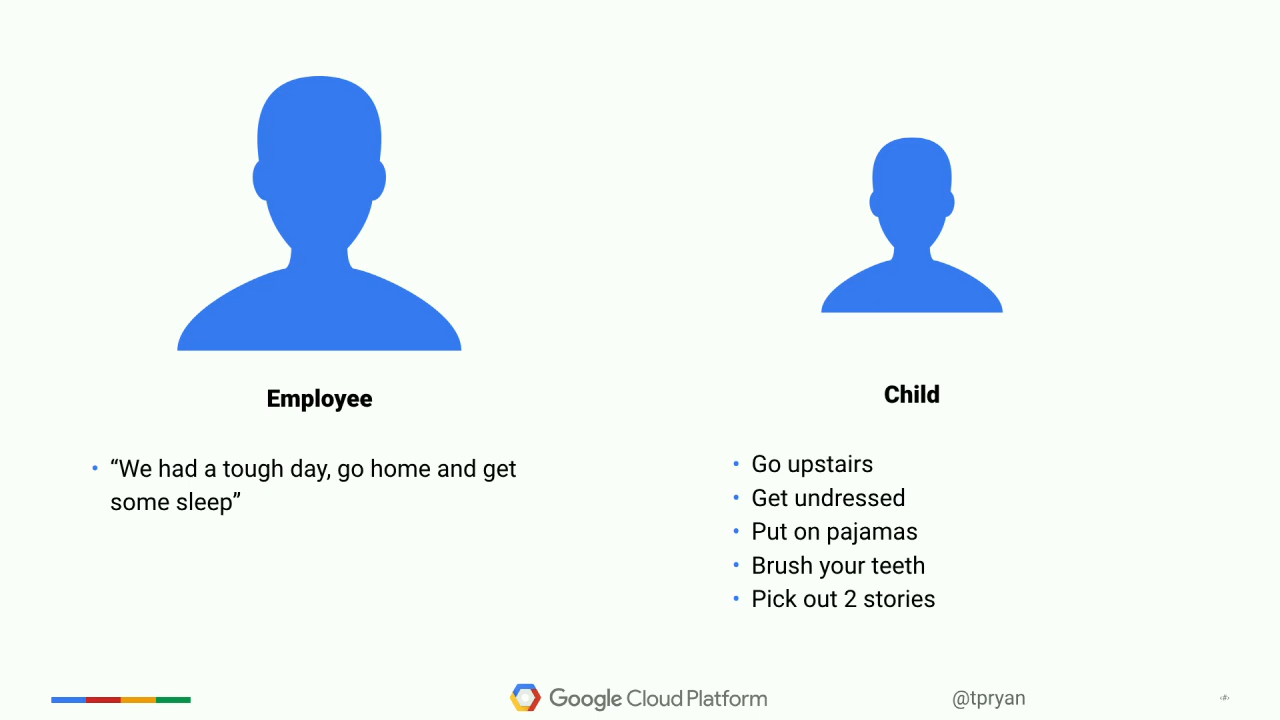 Employee
• “We had a tough day, go home and get
some sleep”
Child
• Go upstairs
• Get undressed
• Put on pajamas
• Brush your teeth
• Pick out 2 stories
Google Cloud Platform
@tpryan